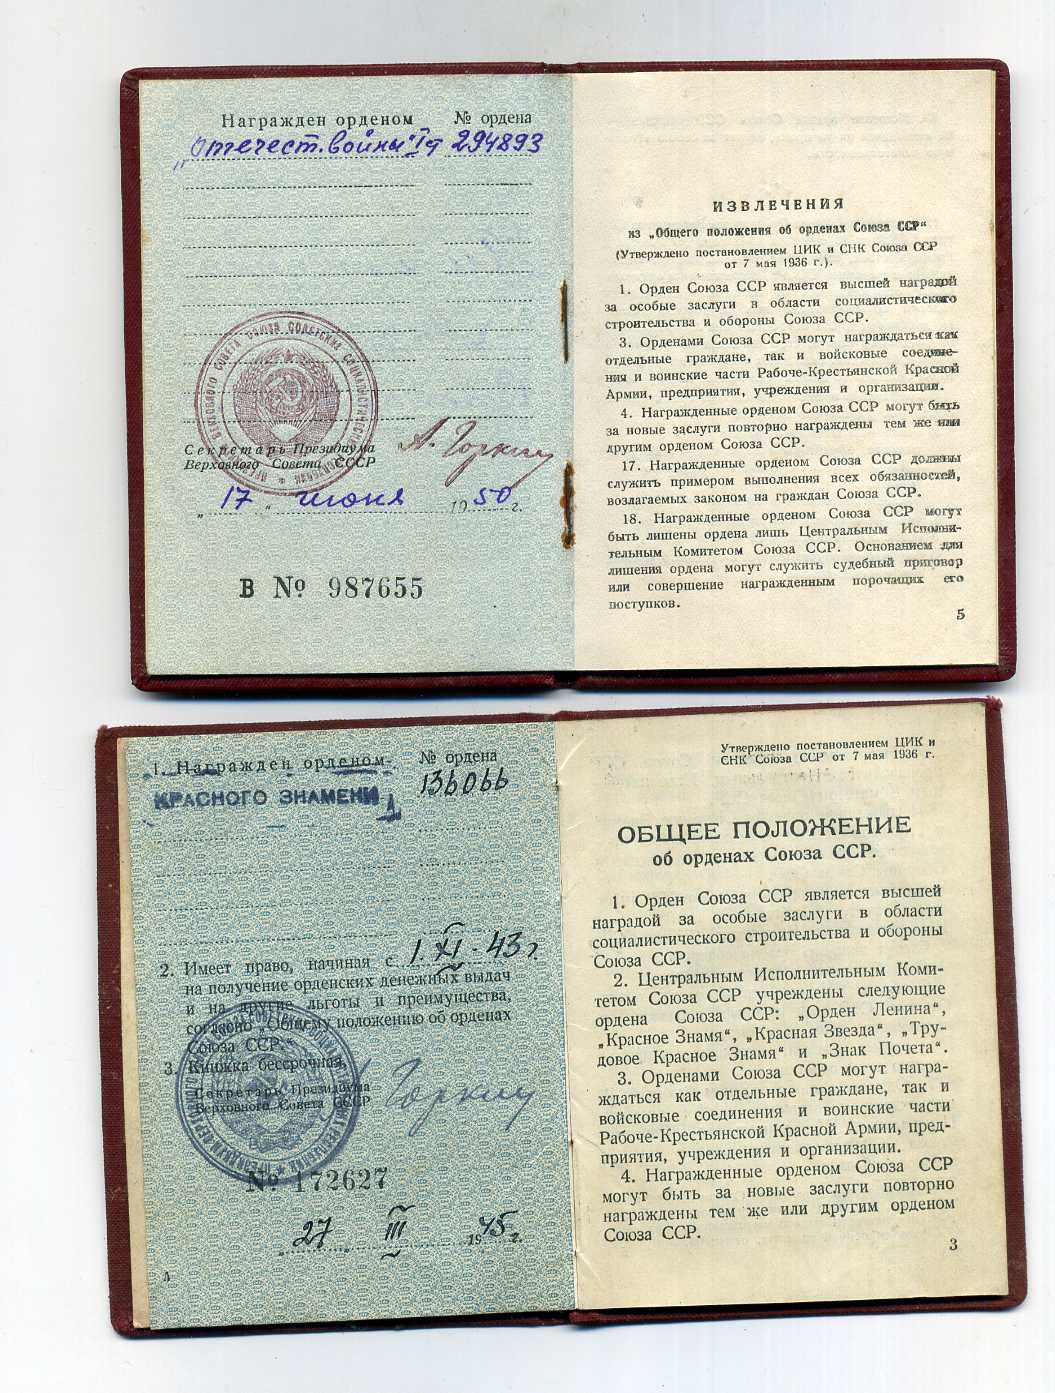 Награжден орденом № ордена
„Отечест. войны" I ст 294893
Секретарь Президиума
Верховного Совета СССР
А. Горкин
„ 17 " июня 19 50 г.
В № 987655
ИЗВЛЕЧЕНИЯ
из „Общего положения об орденах Союза ССР"
(Утверждено постановлением ЦИК и СНК Союза ССР
от 7 мая 1936 г.).
1. Орден Союза ССР является высшей наградой
за особые заслуги в области социалистического
строительства и обороны Союза ССР.
3. Орденами Союза ССР могут награждаться как
отдельные граждане, так и войсковые соедине-
ния и воинские части Рабоче-Крестьянской Красной
Армии, предприятия, учреждения и организации.
4. Награжденные орденом Союза ССР могут быть
за новые заслуги повторно награждены тем же или
другим орденом Союза ССР.
17. Награжденные орденом Союза ССР должны
служить примером выполнения всех обязанностей,
возлагаемых законом на граждан Союза ССР.
18. Награжденные орденом Союза ССР могут
быть лишены ордена лишь Центральным Исполни-
тельным Комитетом Союза ССР. Основанием для
лишения ордена могут служить судебный приговор
или совершение награжденным порочащих его
поступков.
5
1. Награжден орденом № ордена
КРАСНОГО ЗНАМЕНИ 136066
2. Имеет право, начиная с 1. XI - 43 г.
на получение орденских денежных выдач
и на другие льготы и преимущества,
согласно „Общему положению об орденах
Союза ССР."
3. Книжка бессрочная.
Секретарь Президиума
Верховного Совета СССР
Горкин
№ 172627
„ 27 " III 19 45 г.
Утверждено постановлением ЦИК и
СНК Союза ССР от 7 мая 1936 г.
ОБЩЕЕ ПОЛОЖЕНИЕ
об орденах Союза ССР.
1. Орден Союза ССР является высшей
наградой за особые заслуги в области
социалистического строительства и обороны
Союза ССР.
2. Центральным Исполнительным Коми-
тетом Союза ССР учреждены следующие
ордена Союза ССР: „Орден Ленина",
„Красное Знамя", „Красная Звезда", „Тру-
довое Красное Знамя" и „Знак Почета".
3. Орденами Союза ССР могут награ-
ждаться как отдельные граждане, так и
войсковые соединения и воинские части
Рабоче-Крестьянской Красной Армии, пред-
приятия, учреждения и организации.
4. Награжденные орденом Союза ССР
могут быть за новые заслуги повторно
награждены тем же или другим орденом
Союза ССР.
3